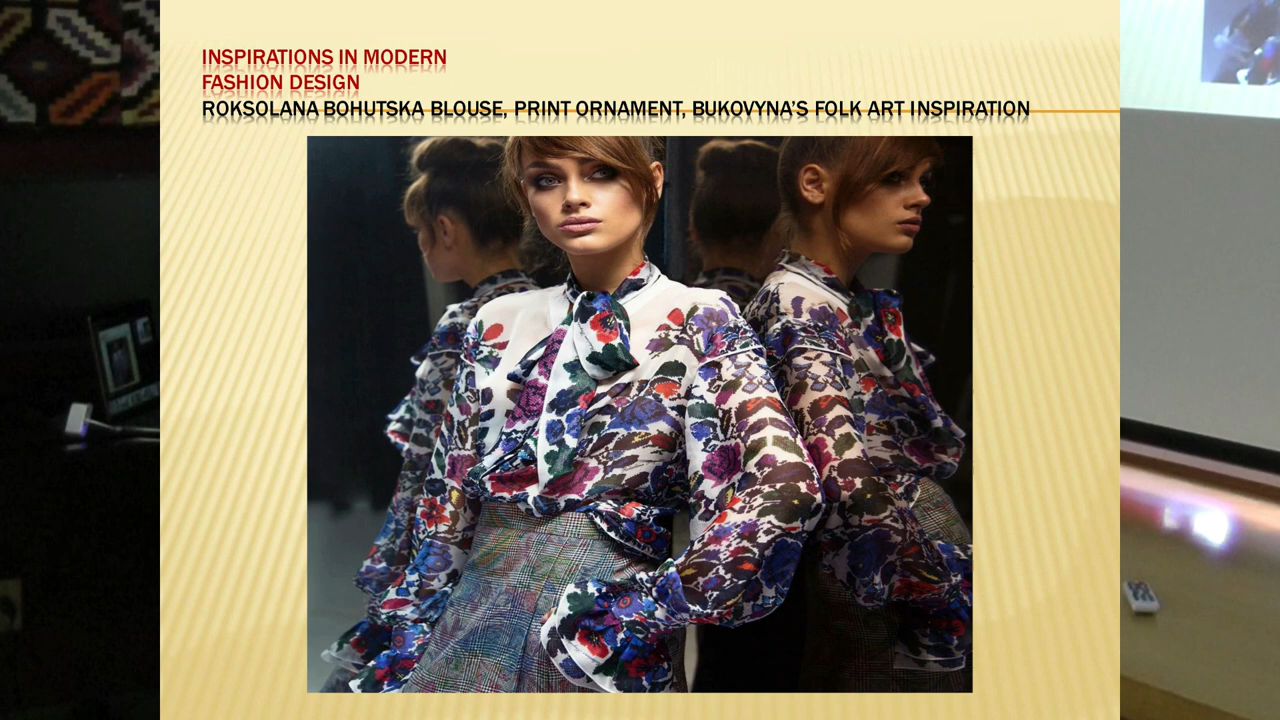 INSPIRATIONS IN MODERN
FASHION DESIGN
ROKSOLANA BOHUTSKA BLOUSE, PRINT ORNAMENT, BUKOVYNA'S FOLK ART INSPIRATION